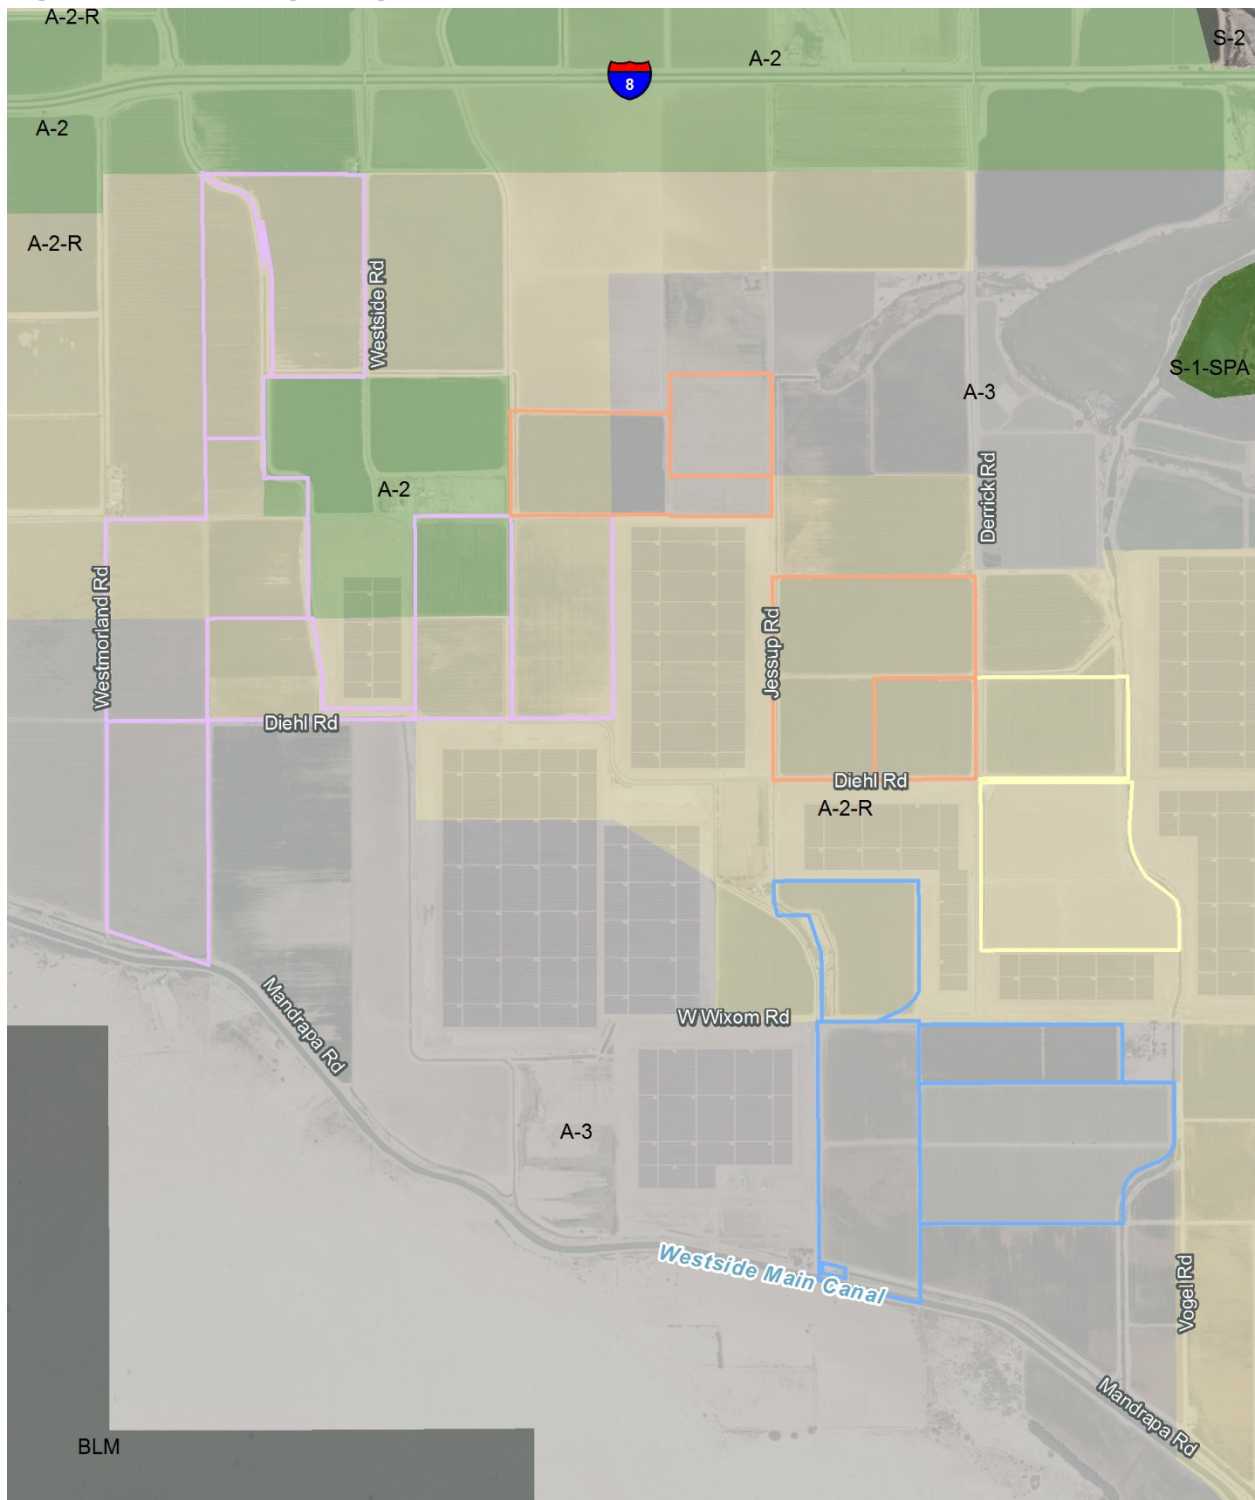 A-2-R
S-2
A-2
8
A-2
A-2-R
Westside Rd
S-1-SPA
A-3
Derrick Rd
A-2
Westmorland Rd
Jessup Rd
Diehl Rd
Diehl Rd
A-2-R
W Wixom Rd
Mandrapa Rd
A-3
Westside Main Canal
Vogel Rd
Mandrapa Rd
BLM